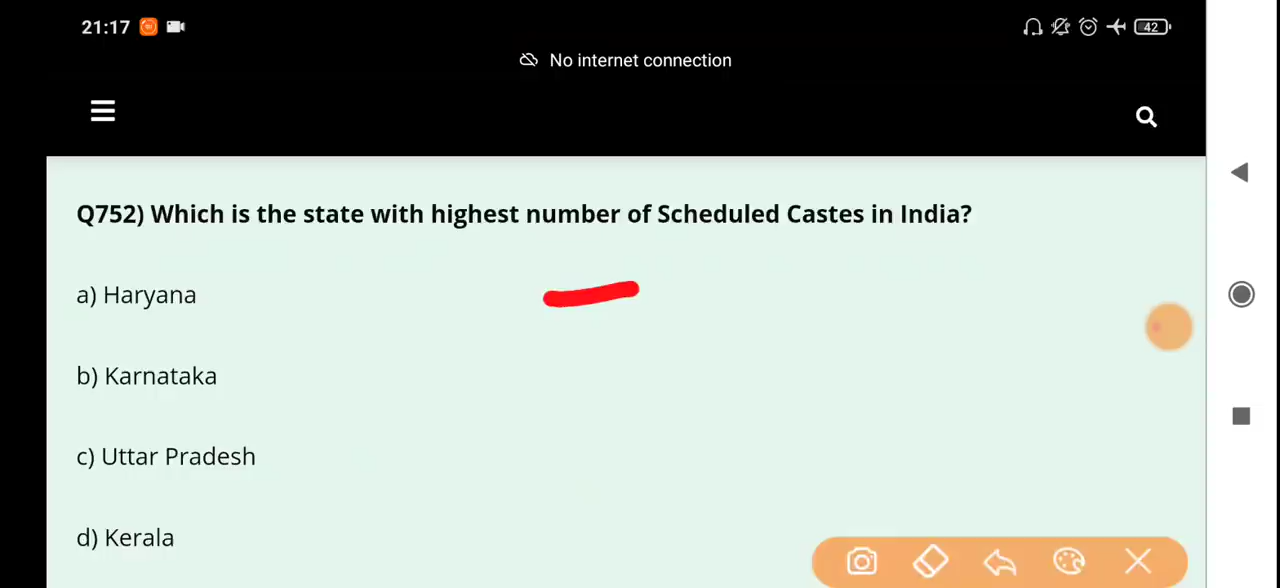 21:17
42
No internet connection
Q752) Which is the state with highest number of Scheduled Castes in India?
a) Haryana
b) Karnataka
c) Uttar Pradesh
d) Kerala